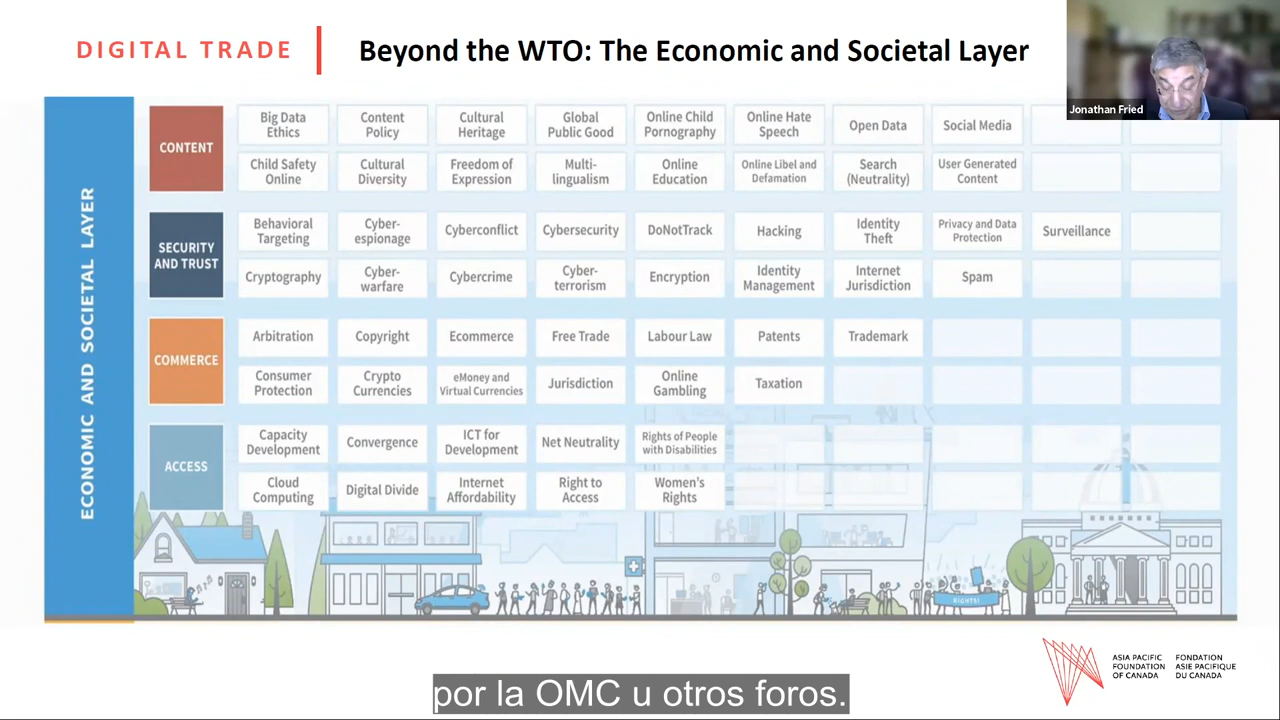 DIGITAL TRADE
Beyond the WTO: The Economic and Societal Layer
Jonathan Fried
ECONOMIC AND SOCIETAL LAYER
CONTENT
Big Data
Ethics
Content
Policy
Cultural
Heritage
Global
Public Good
Online Child
Pornography
Online Hate
Speech
Open Data
Social Media
Child Safety
Online
Cultural
Diversity
Freedom of
Expression
Multi-
lingualism
Online
Education
Online Libel and
Defamation
Search
(Neutrality)
User Generated
Content
SECURITY
AND TRUST
Behavioral
Targeting
Cyber-
espionage
Cyberconflict
Cybersecurity
DoNotTrack
Hacking
Identity
Theft
Privacy and Data
Protection
Surveillance
Cryptography
Cyber-
warfare
Cybercrime
Cyber-
terrorism
Encryption
Identity
Management
Internet
Jurisdiction
Spam
COMMERCE
Arbitration
Copyright
Ecommerce
Free Trade
Labour Law
Patents
Trademark
Consumer
Protection
Crypto
Currencies
eMoney and
Virtual Currencies
Jurisdiction
Online
Gambling
Taxation
ACCESS
Capacity
Development
Convergence
ICT for
Development
Net Neutrality
Rights of People
with Disabilities
Cloud
Computing
Digital Divide
Internet
Affordability
Right to
Access
Women's
Rights
RIGHTS!
ASIA PACIFIC
FOUNDATION
OF CANADA
FONDATION
ASIE PACIFIQUE
DU CANADA
por la OMC u otros foros.